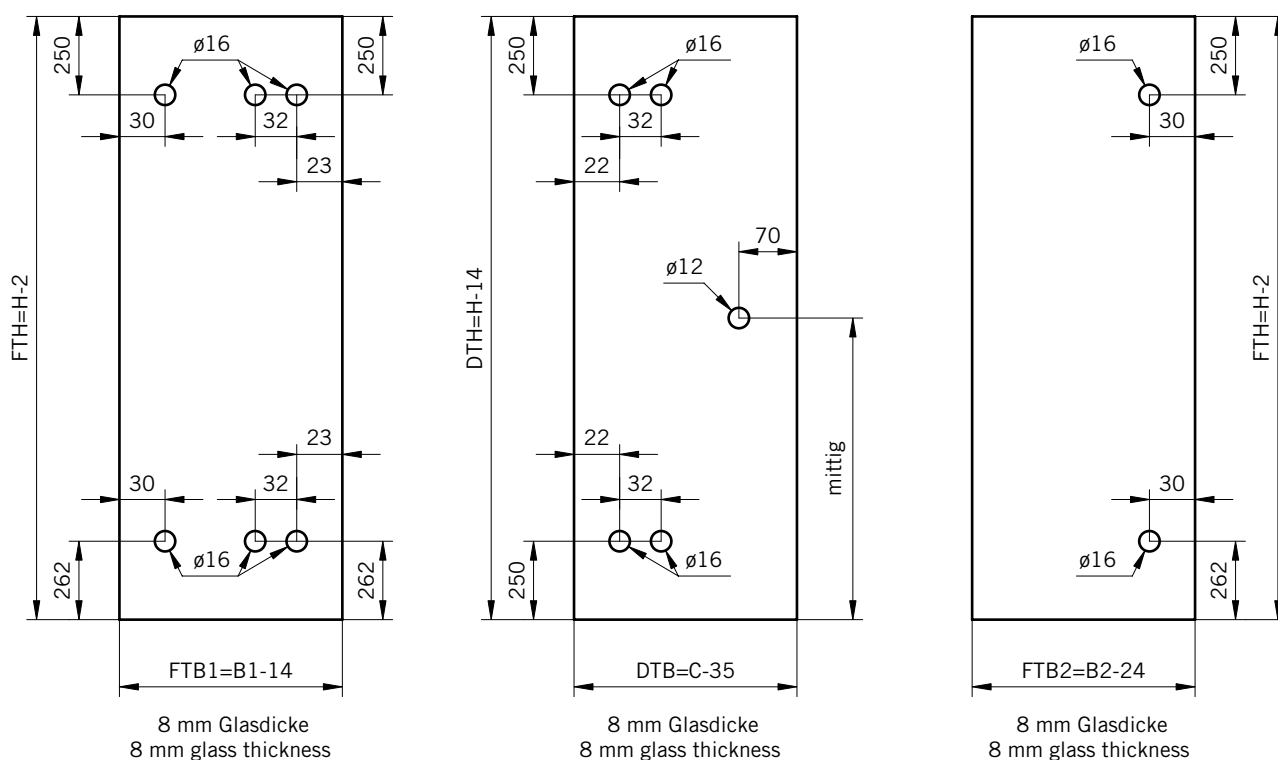 250
ø16
250
30
32
23
FTH=H-2
23
30
32
262
ø16
262
FTB1=B1-14
8 mm Glasdicke
8 mm glass thickness
250
ø16
32
22
70
ø12
DTH=H-14
22
32
mittig
250
ø16
DTB=C-35
8 mm Glasdicke
8 mm glass thickness
ø16
250
30
FTH=H-2
30
ø16
262
FTB2=B2-24
8 mm Glasdicke
8 mm glass thickness